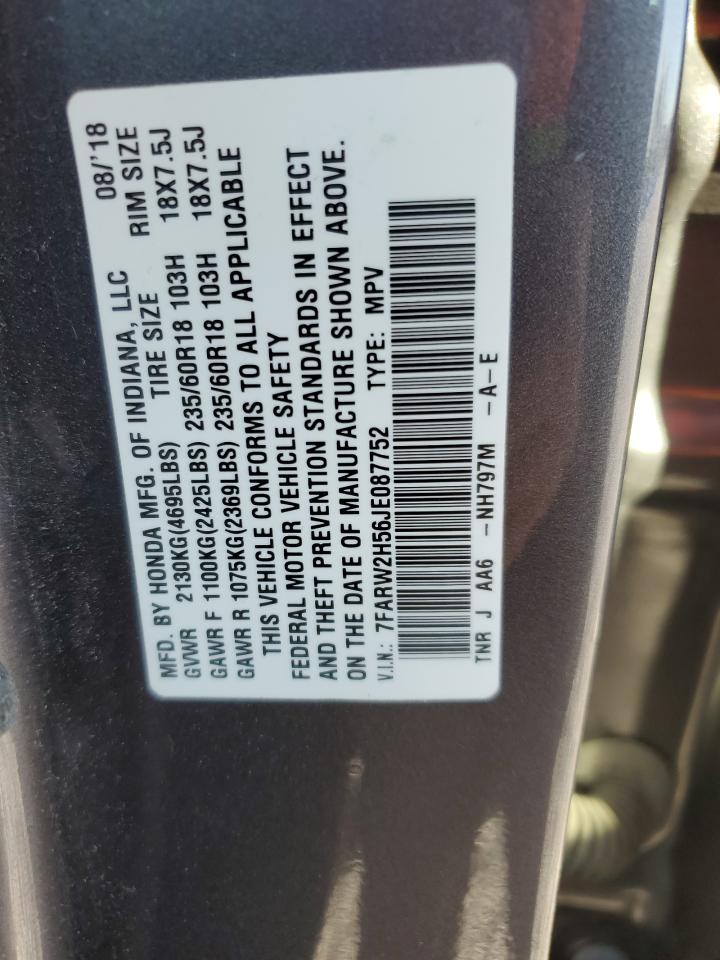 MFD. BY HONDA MFG. OF INDIANA, LLC 08/'18
GVWR 2130KG(4695LBS) TIRE SIZE RIM SIZE
GAWR F 1100KG(2425LBS) 235/60R18 103H 18X7.5J
GAWR R 1075KG(2369LBS) 235/60R18 103H 18X7.5J
THIS VEHICLE CONFORMS TO ALL APPLICABLE
FEDERAL MOTOR VEHICLE SAFETY
AND THEFT PREVENTION STANDARDS IN EFFECT
ON THE DATE OF MANUFACTURE SHOWN ABOVE.
V.I.N.: 7FARW2H56JE087752 TYPE: MPV
TNR J AA6 -NH797M -A-E